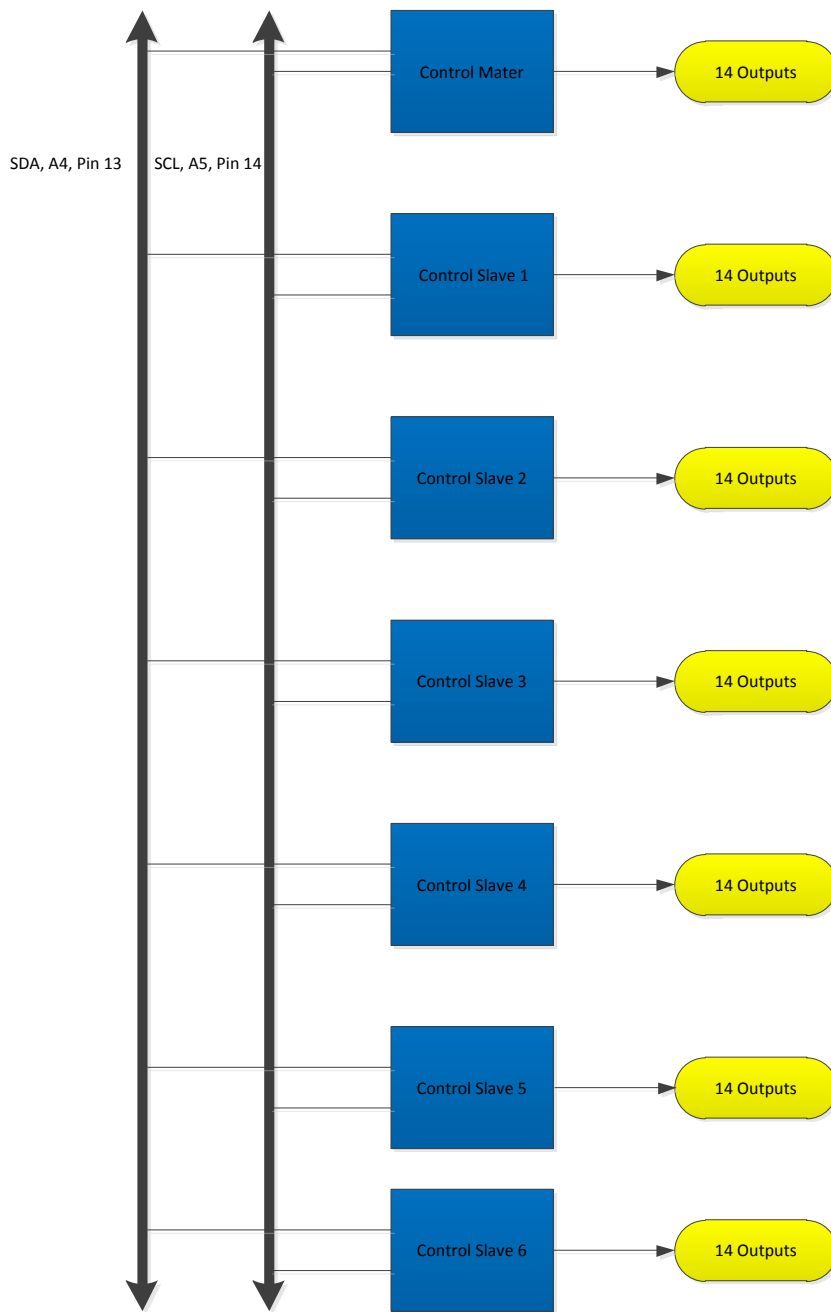 Control Mater
14 Outputs
SDA, A4, Pin 13
SCL, A5, Pin 14
Control Slave 1
14 Outputs
Control Slave 2
14 Outputs
Control Slave 3
14 Outputs
Control Slave 4
14 Outputs
Control Slave 5
14 Outputs
Control Slave 6
14 Outputs